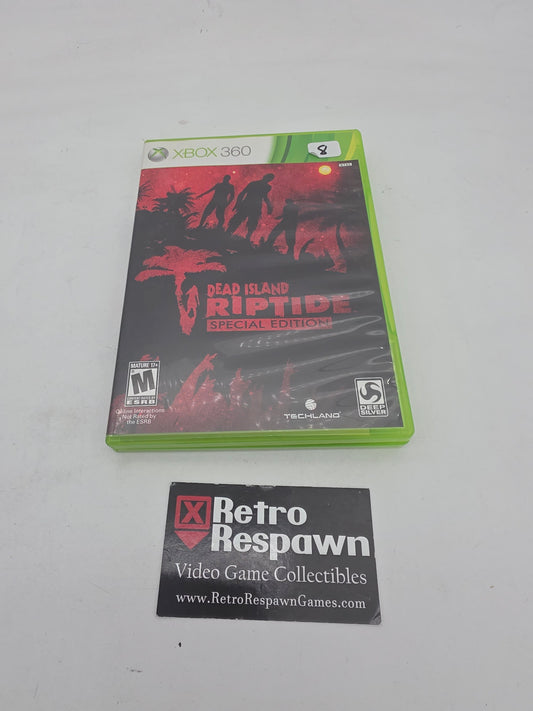 XBOX 360
8
DEAD ISLAND
RIPTIDE
SPECIAL EDITION
MATURE 17+
M
ESRB
Online Interactions
Not Rated by
the ESRB
TECHLAND
DEEP
SILVER
Retro
Respawn
Video Game Collectibles
www.RetroRespawnGames.com